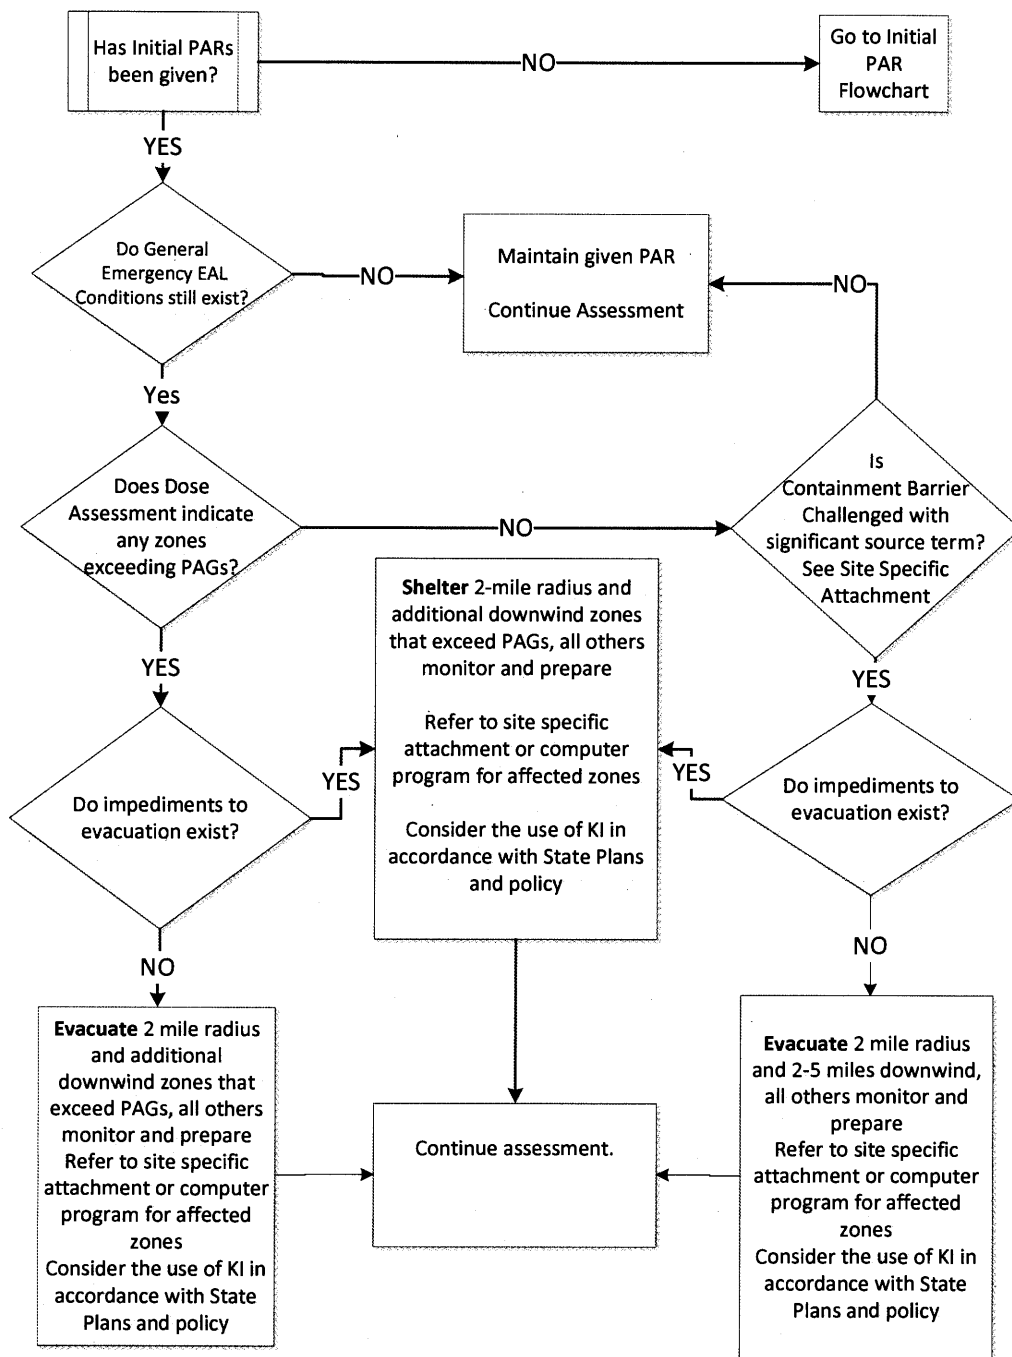 Has Initial PARs
been given?
NO
Go to Initial
PAR
Flowchart
YES
Do General
Emergency EAL
Conditions still exist?
NO
Maintain given PAR
Continue Assessment
NO
Yes
Does Dose
Assessment indicate
any zones
exceeding PAGs?
NO
Is
Containment Barrier
Challenged with
significant source term?
See Site Specific
Attachment
Shelter 2-mile radius and
additional downwind zones
that exceed PAGs, all others
monitor and prepare
Refer to site specific
attachment or computer
program for affected zones
Consider the use of KI in
accordance with State Plans
and policy
YES
YES
Do impediments to
evacuation exist?
YES
YES
Do impediments to
evacuation exist?
NO
NO
Evacuate 2 mile radius
and additional
downwind zones that
exceed PAGs, all others
monitor and prepare
Refer to site specific
attachment or computer
program for affected
zones
Consider the use of KI in
accordance with State
Plans and policy
Continue assessment.
Evacuate 2 mile radius
and 2-5 miles downwind,
all others monitor and
prepare
Refer to site specific
attachment or computer
program for affected
zones
Consider the use of KI in
accordance with State
Plans and policy